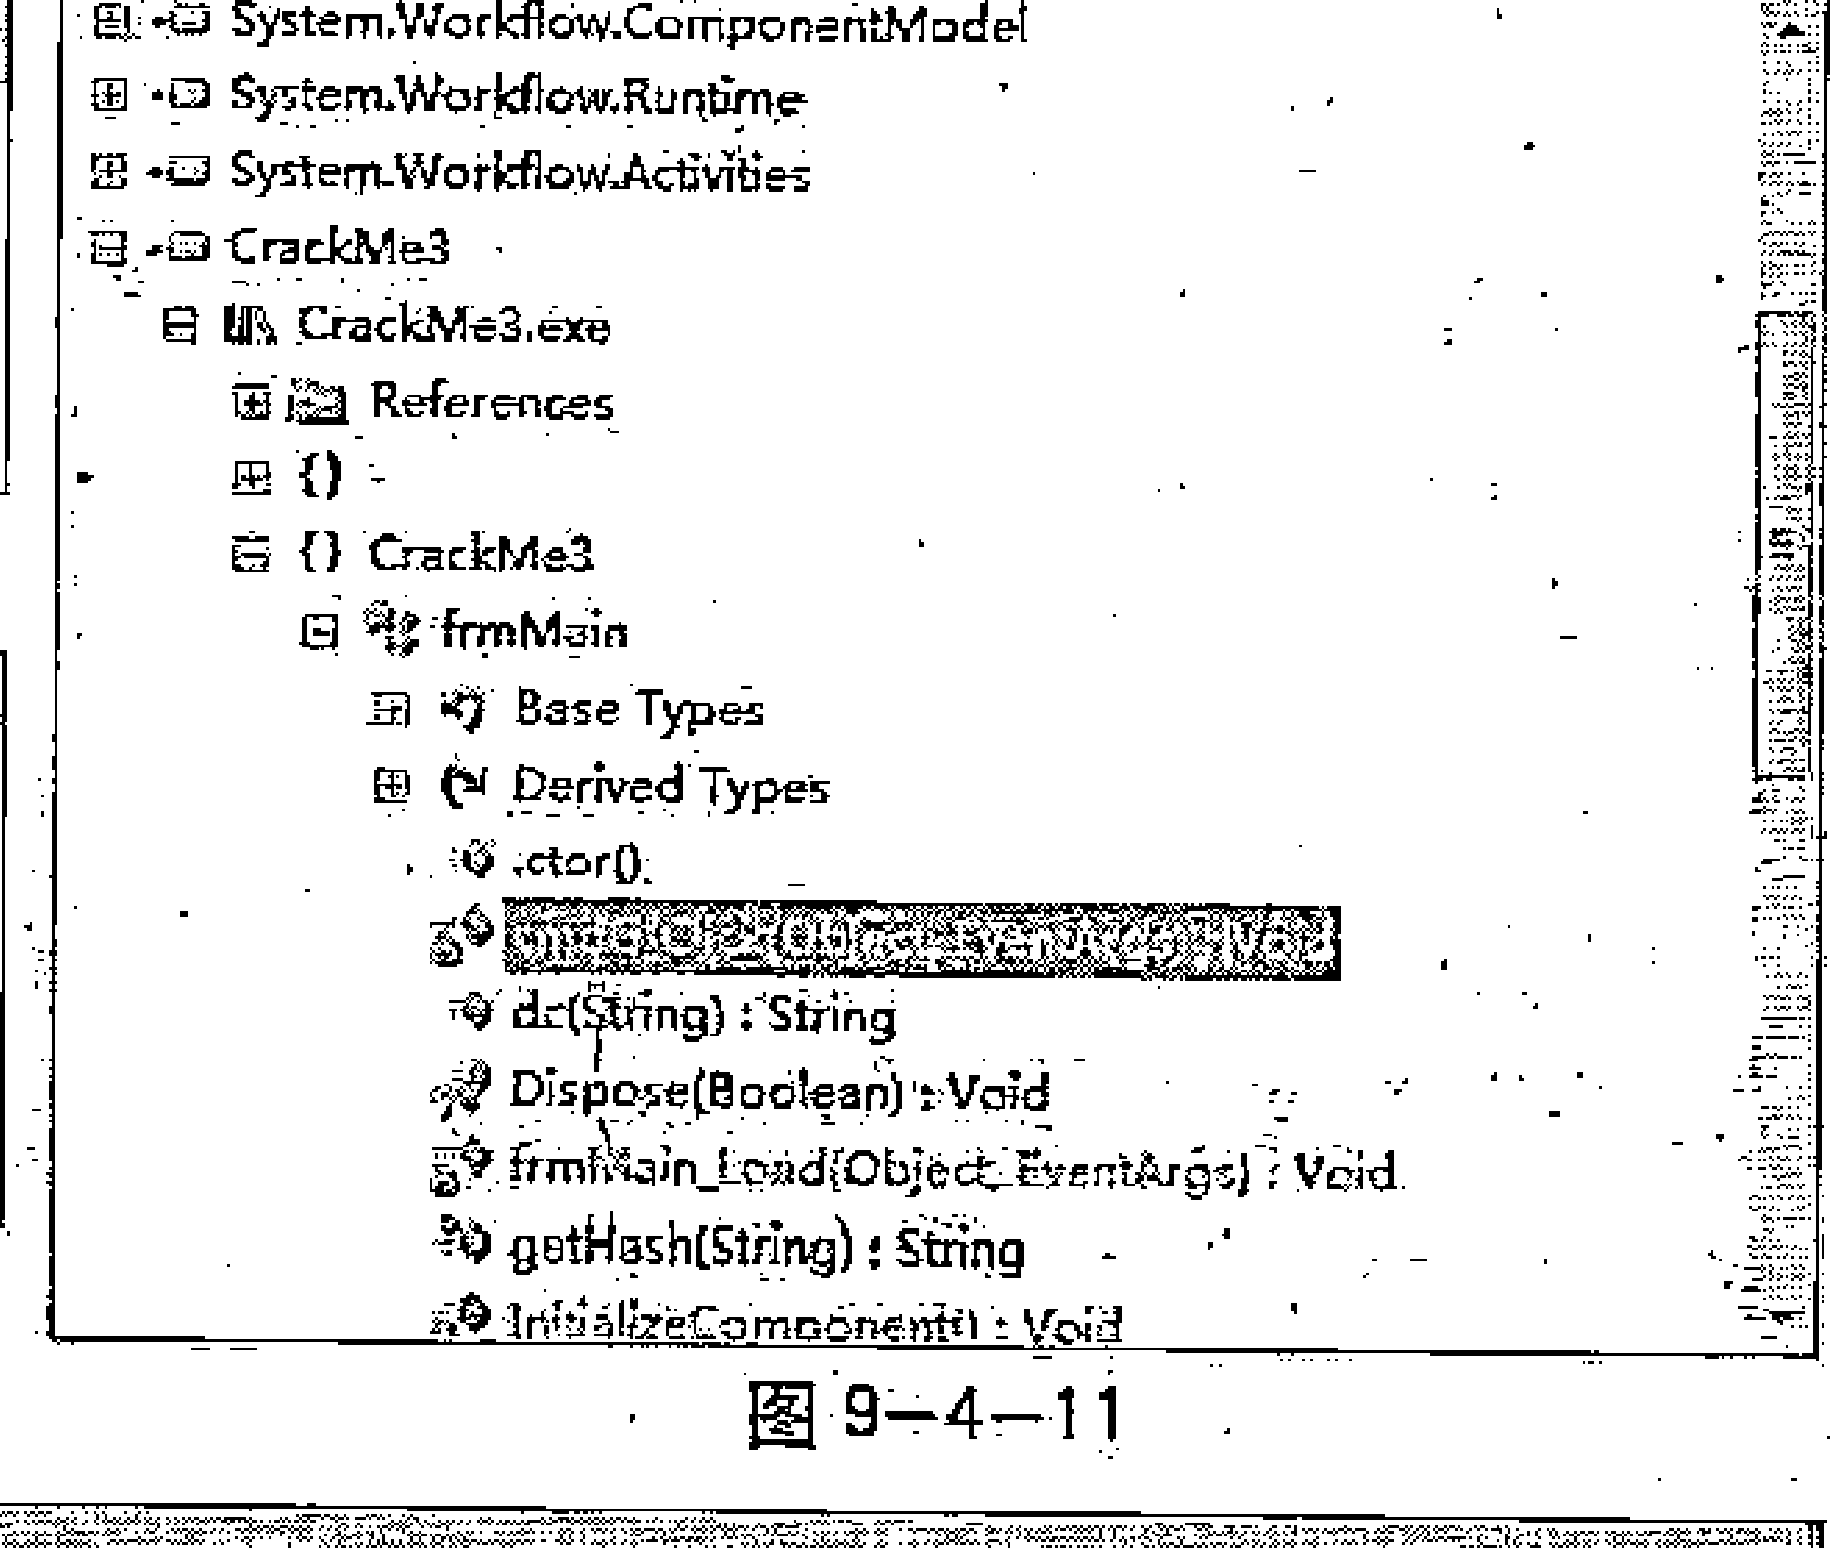 System.Workflow.ComponentModel
System.Workflow.Runtime
System.Workflow.Activities
CrackMe3
CrackMe3.exe
References
{} -
{} CrackMe3
frmMain
Base Types
Derived Types
.ctor()
dc(String) : String
Dispose(Boolean) : Void
frmMain_Load(Object, EventArgs) : Void
getHash(String) : String
InitializeComponent() : Void
图 9-4-11